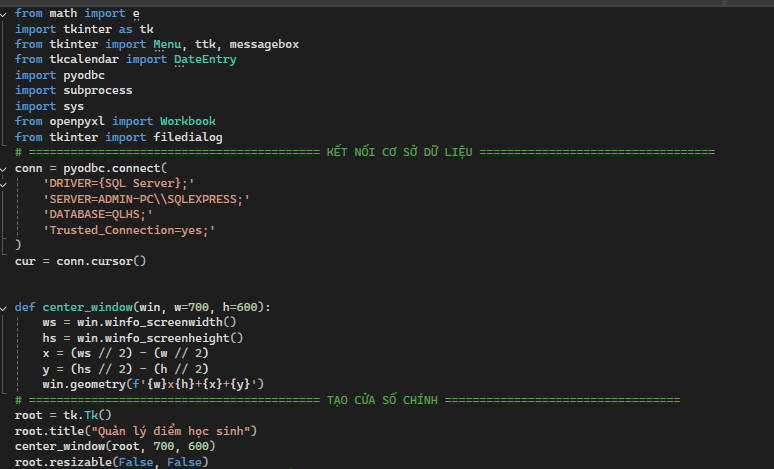 from math import e
import tkinter as tk
from tkinter import Menu, ttk, messagebox
from tkcalendar import DateEntry
import pyodbc
import subprocess
import sys
from openpyxl import Workbook
from tkinter import filedialog
# ========================================== KẾT NỐI CƠ SỞ DỮ LIỆU ==================================
conn = pyodbc.connect(
    'DRIVER={SQL Server};'
    'SERVER=ADMIN-PC\\SQLEXPRESS;'
    'DATABASE=QLHS;'
    'Trusted_Connection=yes;'
)
cur = conn.cursor()
def center_window(win, w=700, h=600):
    ws = win.winfo_screenwidth()
    hs = win.winfo_screenheight()
    x = (ws // 2) - (w // 2)
    y = (hs // 2) - (h // 2)
    win.geometry(f'{w}x{h}+{x}+{y}')
# ========================================== TẠO CỬA SỔ CHÍNH ==================================
root = tk.Tk()
root.title("Quản lý điểm học sinh")
center_window(root, 700, 600)
root.resizable(False, False)